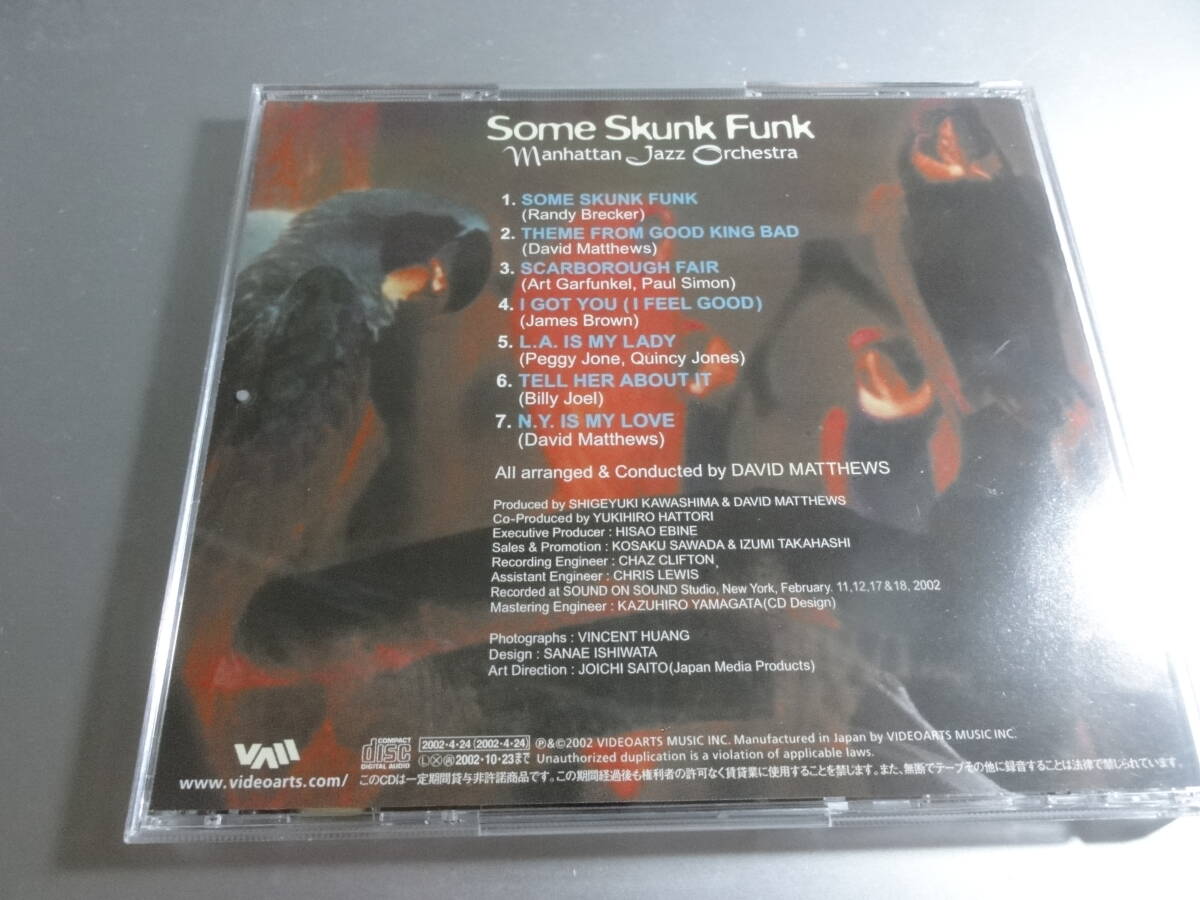 Some Skunk Funk
Manhattan Jazz Orchestra
1. SOME SKUNK FUNK
(Randy Brecker)
2. THEME FROM GOOD KING BAD
(David Matthews)
3. SCARBOROUGH FAIR
(Art Garfunkel, Paul Simon)
4. I GOT YOU (I FEEL GOOD)
(James Brown)
5. L.A. IS MY LADY
(Peggy Jone, Quincy Jones)
6. TELL HER ABOUT IT
(Billy Joel)
7. N.Y. IS MY LOVE
(David Matthews)
All arranged & Conducted by DAVID MATTHEWS
Produced by SHIGEYUKI KAWASHIMA & DAVID MATTHEWS
Co-Produced by YUKIHIRO HATTORI
Executive Producer : HISAO EBINE
Sales & Promotion : KOSAKU SAWADA & IZUMI TAKAHASHI
Recording Engineer : CHAZ CLIFTON
Assistant Engineer : CHRIS LEWIS
Recorded at SOUND ON SOUND Studio, New York, February. 11,12,17&18, 2002
Mastering Engineer : KAZUHIRO YAMAGATA(CD Design)
Photographs : VINCENT HUANG
Design : SANAE ISHIWATA
Art Direction : JOICHI SAITO(Japan Media Products)
VAM
www.videoarts.com/
COMPACT
disc
DIGITAL AUDIO
2002・4・24 (2002・4・24)
Ⓛ Ⓧ 2002・10・23まで
Ⓟ&©2002 VIDEOARTS MUSIC INC. Manufactured in Japan by VIDEOARTS MUSIC INC.
Unauthorized duplication is a violation of applicable laws.
このCDは一定期間貸与非許諾商品です。この期間経過後も権利者の許可なく賃貸業に使用することを禁じます。また、無断でテープその他に録音することは法律で禁じられています。